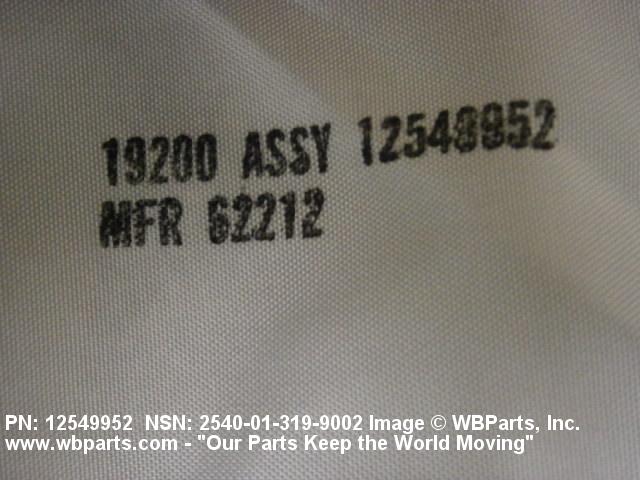 19200 ASSY 12549952
MFR 62212
PN: 12549952 NSN: 2540-01-319-9002 Image © WBParts, Inc.
www.wbparts.com - "Our Parts Keep the World Moving"